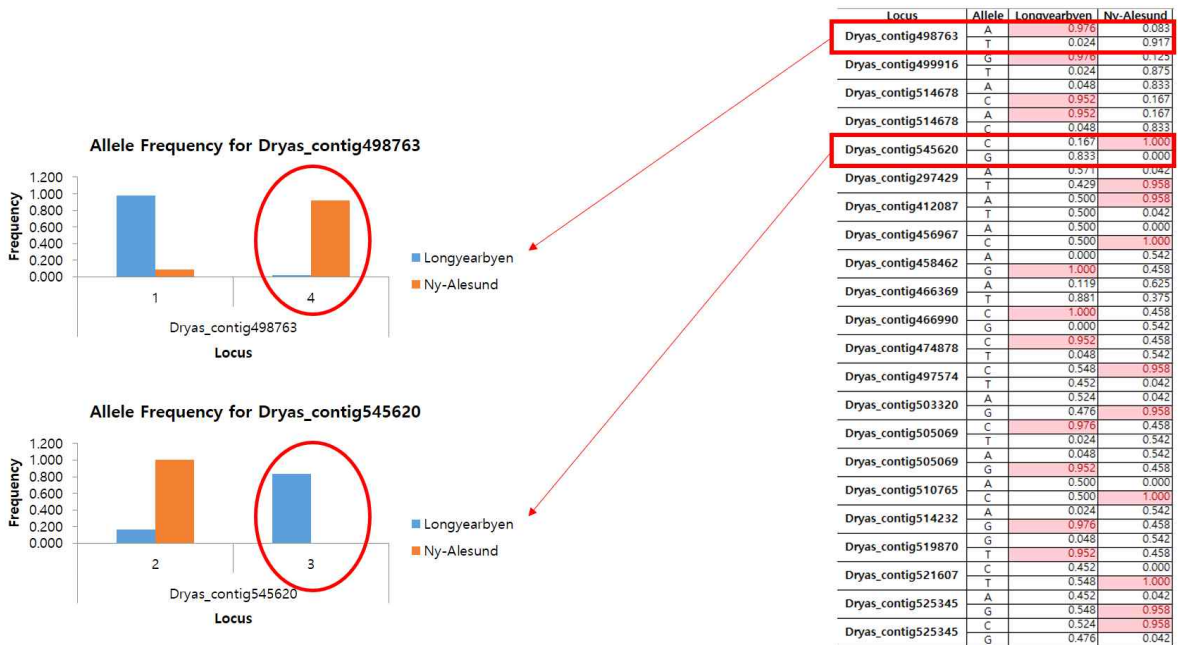 Allele Frequency for Dryas_contig498763
Frequency
1.200
1.000
0.800
0.600
0.400
0.200
0.000
1 4
Dryas_contig498763
Locus
Longyearbyen
Ny-Alesund
Allele Frequency for Dryas_contig545620
Frequency
1.200
1.000
0.800
0.600
0.400
0.200
0.000
2 3
Dryas_contig545620
Locus
Longyearbyen
Ny-Alesund
Locus Allele Longyearbyen Ny-Alesund
Dryas_contig498763 A 0.976 0.083
T 0.024 0.917
Dryas_contig499916 G 0.976 0.125
T 0.024 0.875
Dryas_contig514678 A 0.048 0.833
C 0.952 0.167
Dryas_contig514678 A 0.952 0.167
C 0.048 0.833
Dryas_contig545620 C 0.167 1.000
G 0.833 0.000
Dryas_contig297429 A 0.571 0.042
T 0.429 0.958
Dryas_contig412087 A 0.500 0.958
T 0.500 0.042
Dryas_contig456967 A 0.500 0.000
C 0.500 1.000
Dryas_contig458462 A 0.000 0.542
G 1.000 0.458
Dryas_contig466369 A 0.119 0.625
T 0.881 0.375
Dryas_contig466990 C 1.000 0.458
G 0.000 0.542
Dryas_contig474878 C 0.952 0.458
T 0.048 0.542
Dryas_contig497574 C 0.548 0.958
T 0.452 0.042
Dryas_contig503320 A 0.524 0.042
G 0.476 0.958
Dryas_contig505069 C 0.976 0.458
T 0.024 0.542
Dryas_contig505069 A 0.048 0.542
G 0.952 0.458
Dryas_contig510765 A 0.500 0.000
C 0.500 1.000
Dryas_contig514232 A 0.024 0.542
G 0.976 0.458
Dryas_contig519870 G 0.048 0.542
T 0.952 0.458
Dryas_contig521607 C 0.452 0.000
T 0.548 1.000
Dryas_contig525345 A 0.452 0.042
G 0.548 0.958
Dryas_contig525345 C 0.524 0.958
G 0.476 0.042